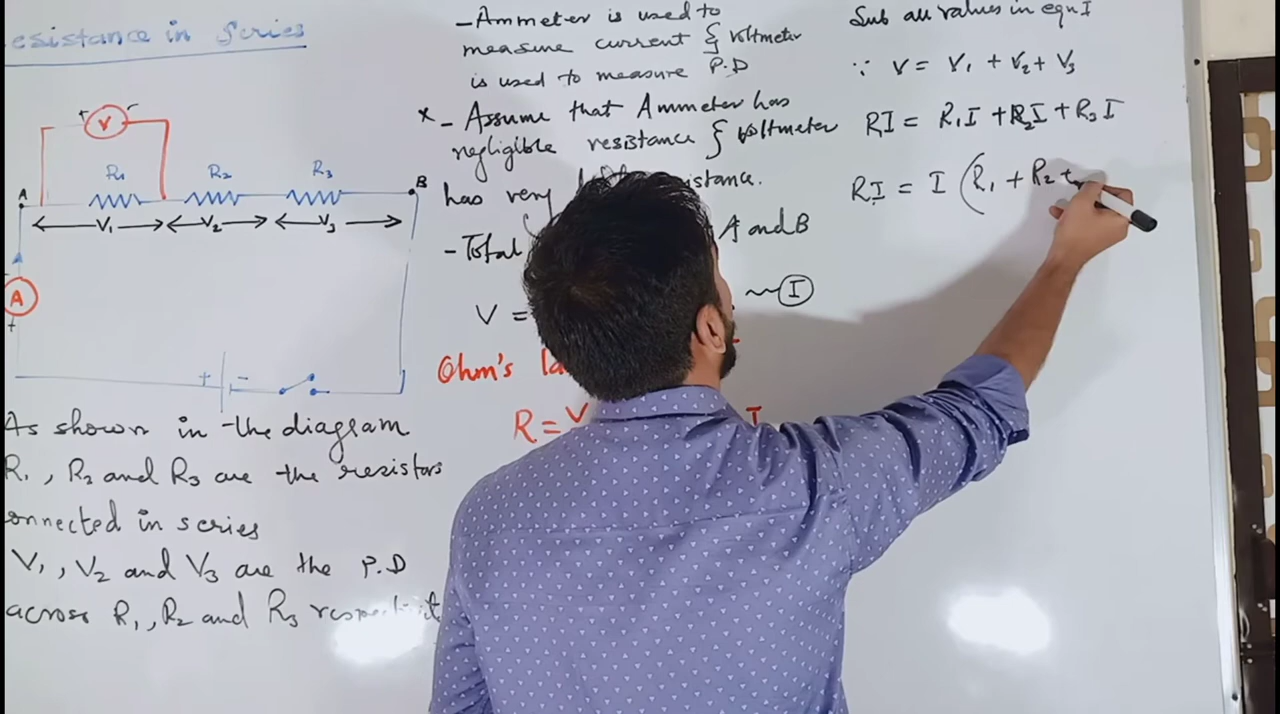 esistance in Series
V
R1 R2 R3
A B
V1 V2 V3
A
+
+ -
As shown in the diagram
R1, R2 and R3 are the resistors
onnected in series
V1, V2 and V3 are the P.D
across R1, R2 and R3
- Ammeter is used to
measure current & voltmeter
is used to measure P.D
* - Assume that Ammeter has
negligible resistance & voltmeter
has very istance.
- Total A and B
V = I
Ohm's la
R = V I
Sub all values in eqn I
∵ V = V1 + V2 + V3
RI = R1I + R2I + R3I
RI = I (R1 + R2 +